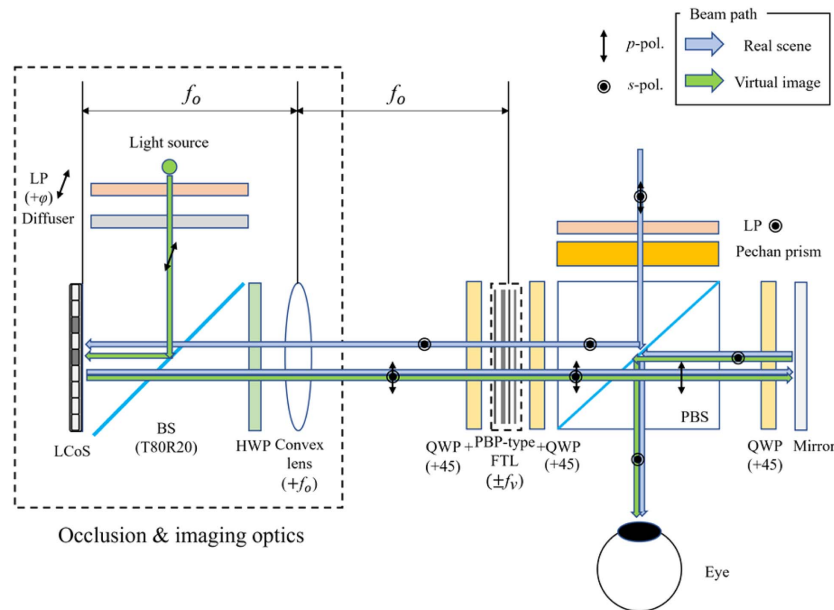 Beam path
p-pol.
Real scene
s-pol.
Virtual image
fₒ
fₒ
Light source
LP
(+φ)
Diffuser
LP
Pechan prism
BS
(T80R20)
PBS
LCoS
HWP
Convex
lens
(+fₒ)
QWP
(+45)
+
PBP-type
FTL
(±fᵥ)
+QWP
(+45)
QWP
(+45)
Mirror
Occlusion & imaging optics
Eye